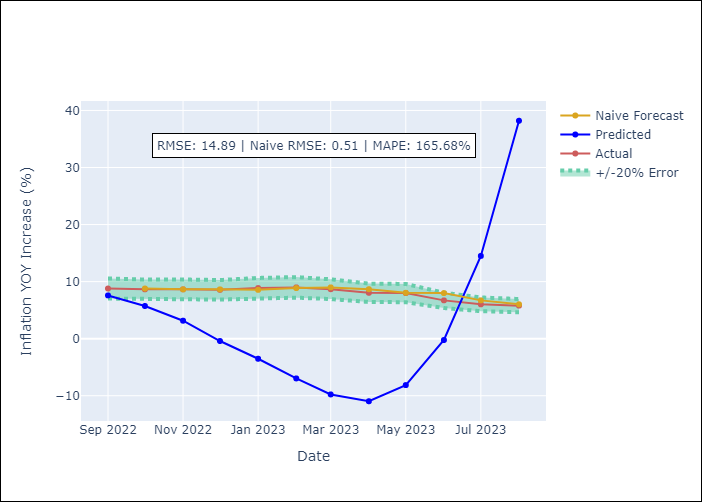 RMSE: 14.89 | Naive RMSE: 0.51 | MAPE: 165.68%
Naive Forecast
Predicted
Actual
+/-20% Error
Inflation YOY Increase (%)
40
30
20
10
0
−10
Sep 2022
Nov 2022
Jan 2023
Mar 2023
May 2023
Jul 2023
Date